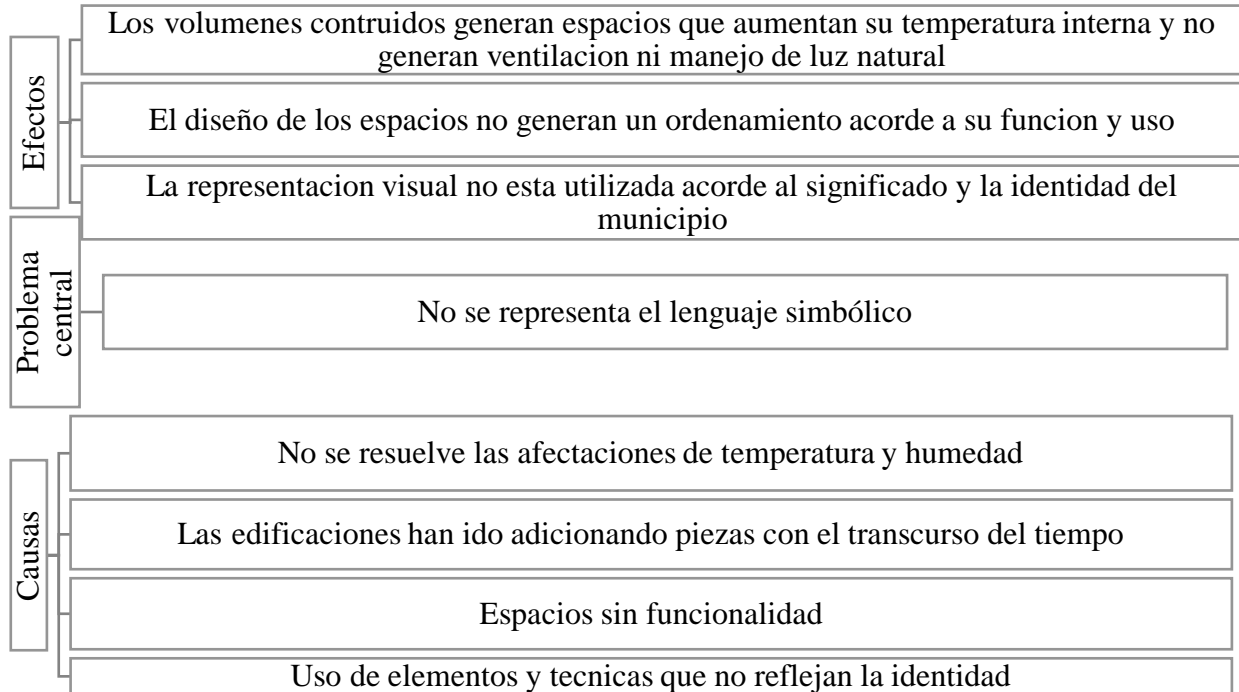 Efectos
Los volumenes contruidos generan espacios que aumentan su temperatura interna y no
generan ventilacion ni manejo de luz natural
El diseño de los espacios no generan un ordenamiento acorde a su funcion y uso
La representacion visual no esta utilizada acorde al significado y la identidad del
municipio
Problema
central
No se representa el lenguaje simbólico
Causas
No se resuelve las afectaciones de temperatura y humedad
Las edificaciones han ido adicionando piezas con el transcurso del tiempo
Espacios sin funcionalidad
Uso de elementos y tecnicas que no reflejan la identidad